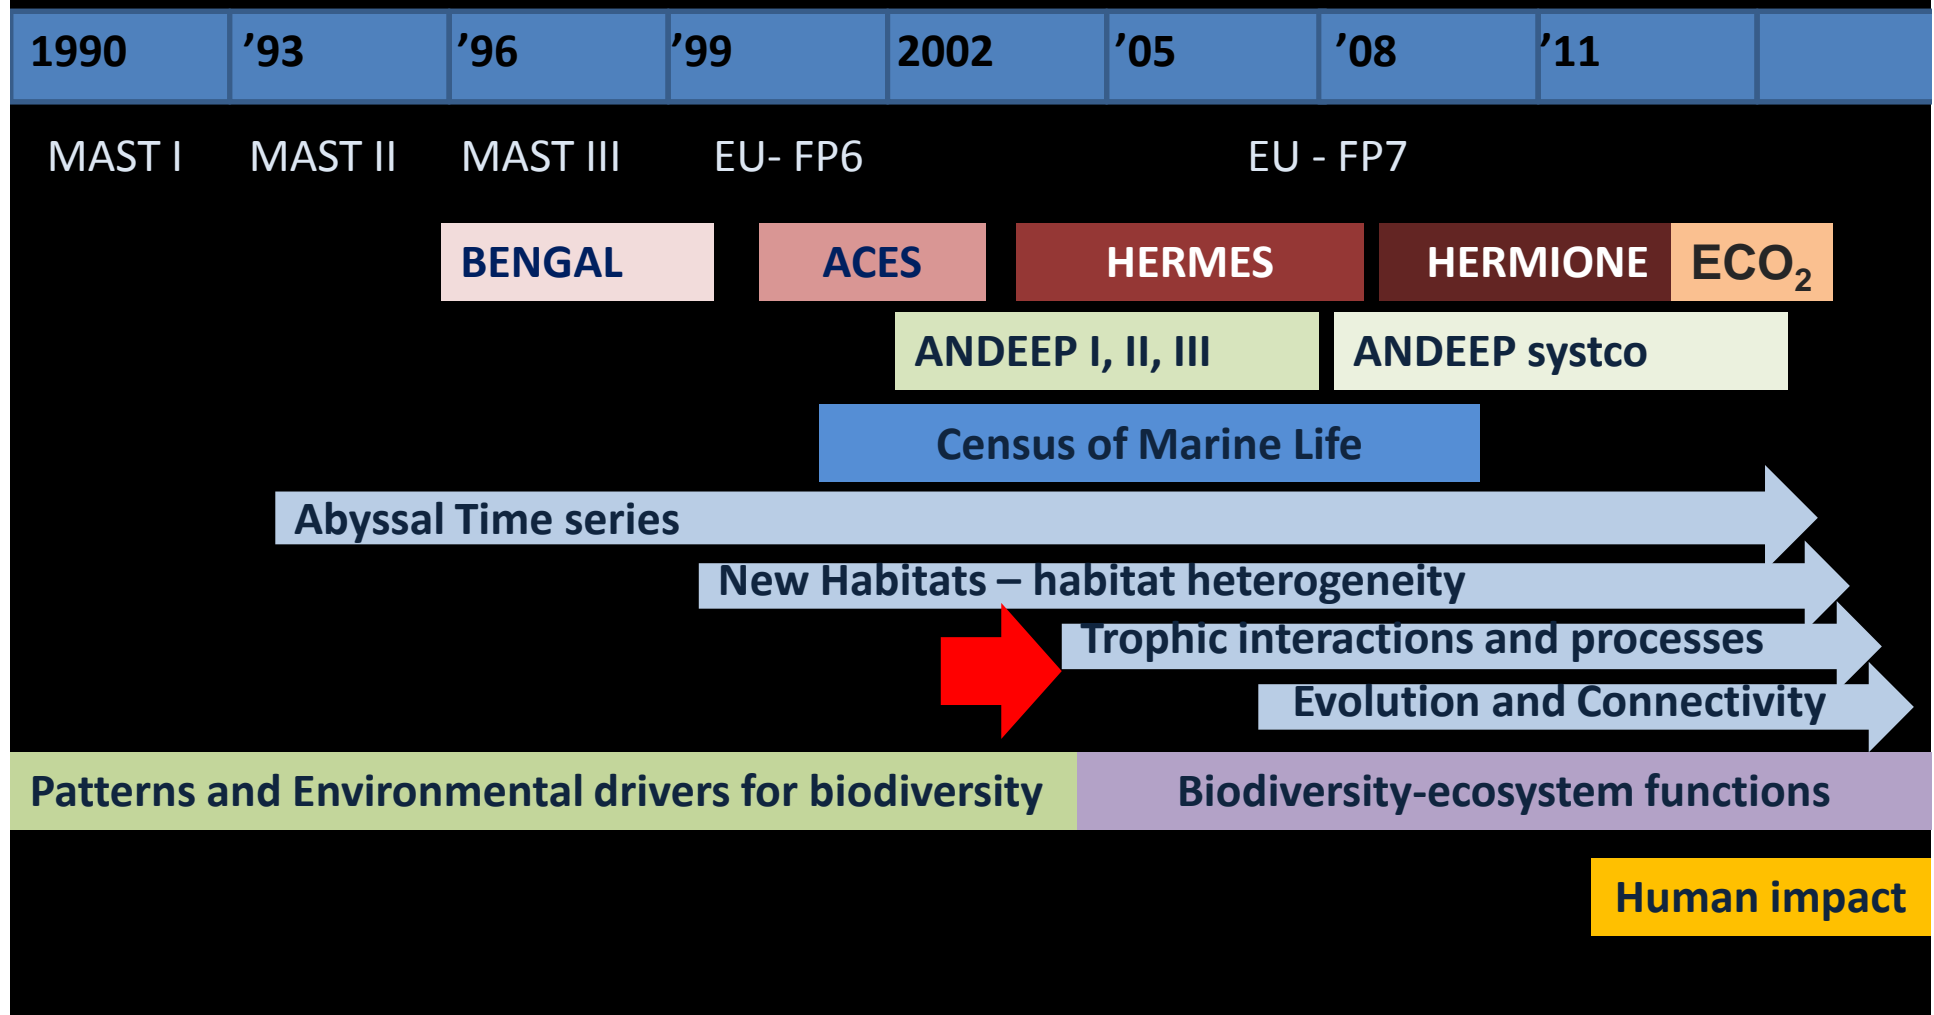 1990 ’93 ’96 ’99 2002 ’05 ’08 ’11
MAST I MAST II MAST III EU- FP6 EU - FP7
BENGAL ACES HERMES HERMIONE ECO₂
ANDEEP I, II, III ANDEEP systco
Census of Marine Life
Abyssal Time series
New Habitats – habitat heterogeneity
Trophic interactions and processes
Evolution and Connectivity
Patterns and Environmental drivers for biodiversity Biodiversity-ecosystem functions
Human impact